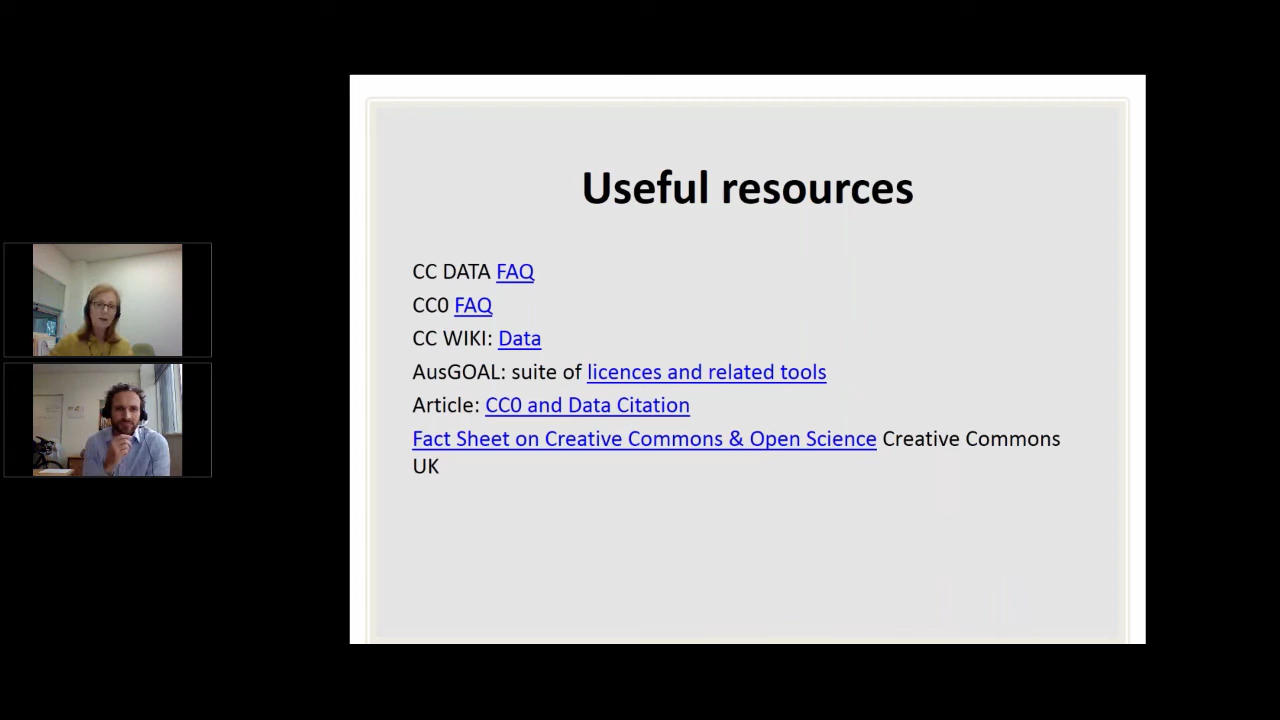 Useful resources
CC DATA FAQ
CC0 FAQ
CC WIKI: Data
AusGOAL: suite of licences and related tools
Article: CC0 and Data Citation
Fact Sheet on Creative Commons & Open Science Creative Commons
UK